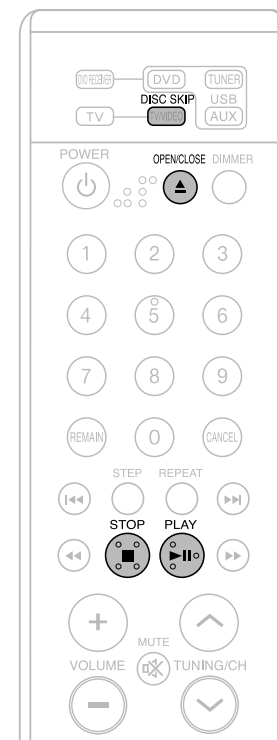 DVD RECEIVER DVD TUNER
DISC SKIP USB
TV TV/VIDEO AUX
POWER OPEN/CLOSE DIMMER
1 2 3
4 5 6
7 8 9
REMAIN 0 CANCEL
STEP REPEAT
STOP PLAY
MUTE
VOLUME TUNING/CH